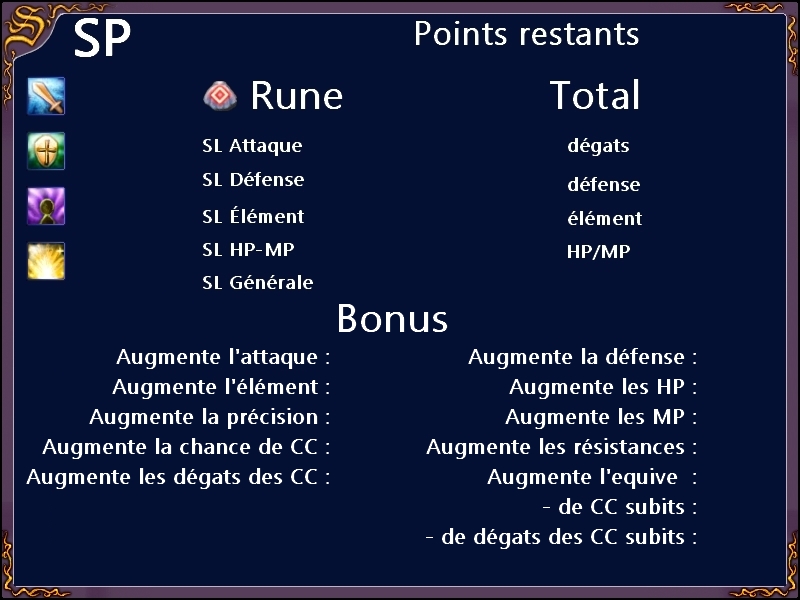 SP
Points restants
Rune
Total
SL Attaque
dégats
SL Défense
défense
SL Élément
élément
SL HP-MP
HP/MP
SL Générale
Bonus
Augmente l'attaque :
Augmente la défense :
Augmente l'élément :
Augmente les HP :
Augmente la précision :
Augmente les MP :
Augmente la chance de CC :
Augmente les résistances :
Augmente les dégats des CC :
Augmente l'equive :
- de CC subits :
- de dégats des CC subits :